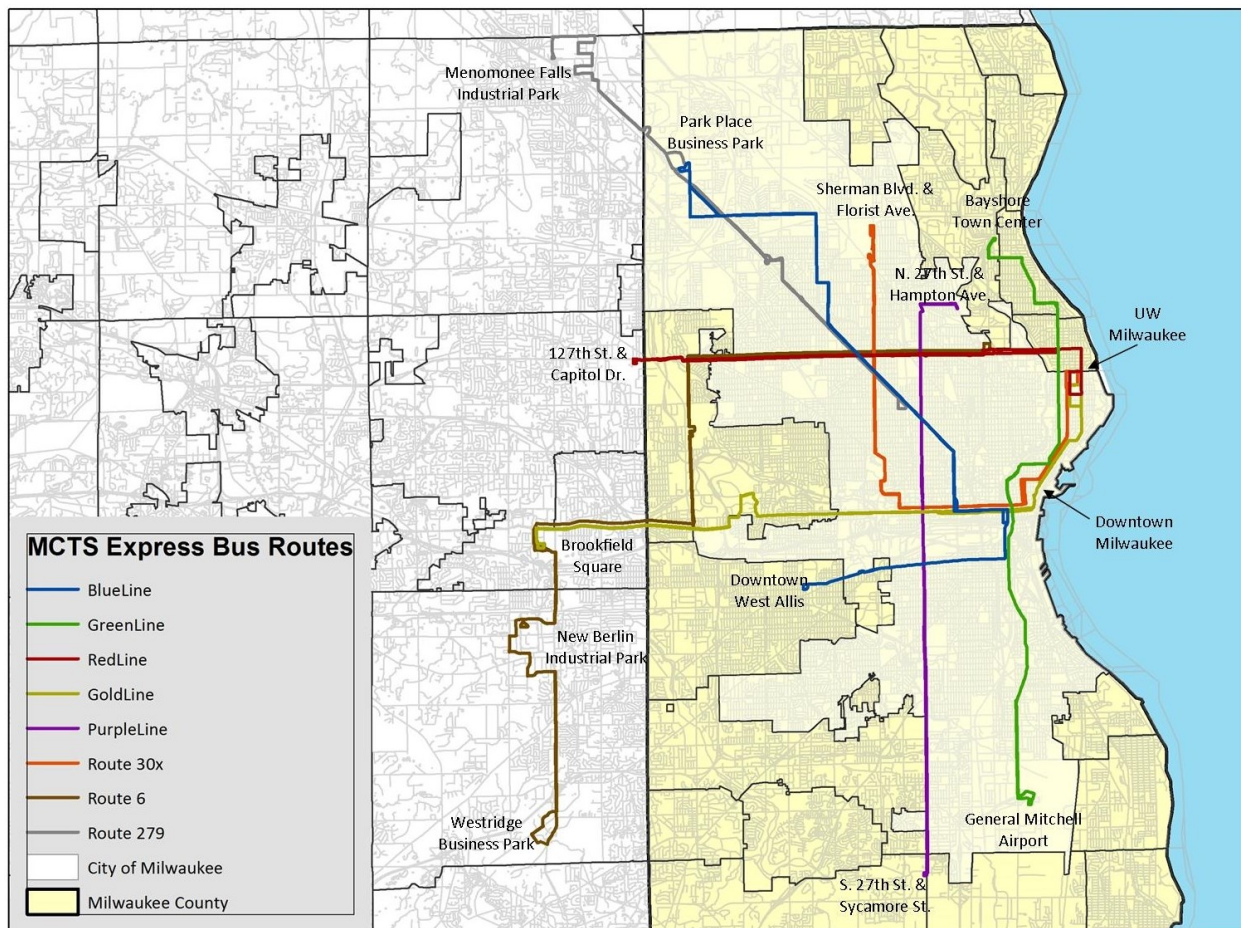 Menomonee Falls
Industrial Park
Park Place
Business Park
Sherman Blvd. &
Florist Ave.
Bayshore
Town Center
N. 27th St. &
Hampton Ave.
UW
Milwaukee
127th St. &
Capitol Dr.
Downtown
Milwaukee
Brookfield
Square
Downtown
West Allis
New Berlin
Industrial Park
Westridge
Business Park
General Mitchell
Airport
S. 27th St. &
Sycamore St.
MCTS Express Bus Routes
BlueLine
GreenLine
RedLine
GoldLine
PurpleLine
Route 30x
Route 6
Route 279
City of Milwaukee
Milwaukee County